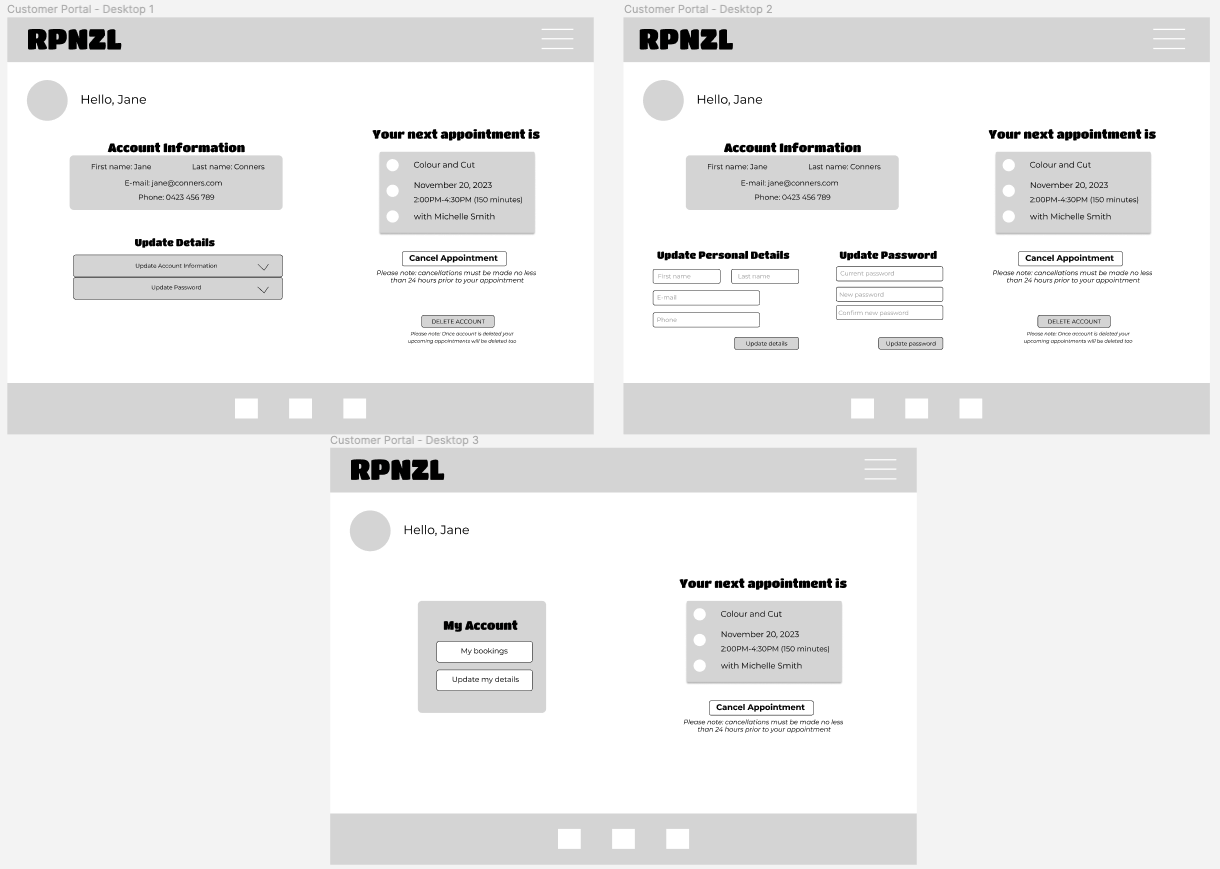 Customer Portal - Desktop 1
RPNZL
Hello, Jane
Account Information
First name: Jane Last name: Conners
E-mail: jane@conners.com
Phone: 0423 456 789
Update Details
Update Account Information
Update Password
Your next appointment is
Colour and Cut
November 20, 2023
2:00PM-4:30PM (150 minutes)
with Michelle Smith
Cancel Appointment
Please note: cancellations must be made no less
than 24 hours prior to your appointment
DELETE ACCOUNT
Please note: Once account is deleted your
upcoming appointments will be deleted too
Customer Portal - Desktop 2
RPNZL
Hello, Jane
Account Information
First name: Jane Last name: Conners
E-mail: jane@conners.com
Phone: 0423 456 789
Update Personal Details
First name Last name
E-mail
Phone
Update details
Update Password
Current password
New password
Confirm new password
Update password
Your next appointment is
Colour and Cut
November 20, 2023
2:00PM-4:30PM (150 minutes)
with Michelle Smith
Cancel Appointment
Please note: cancellations must be made no less
than 24 hours prior to your appointment
DELETE ACCOUNT
Please note: Once account is deleted your
upcoming appointments will be deleted too
Customer Portal - Desktop 3
RPNZL
Hello, Jane
My Account
My bookings
Update my details
Your next appointment is
Colour and Cut
November 20, 2023
2:00PM-4:30PM (150 minutes)
with Michelle Smith
Cancel Appointment
Please note: cancellations must be made no less
than 24 hours prior to your appointment